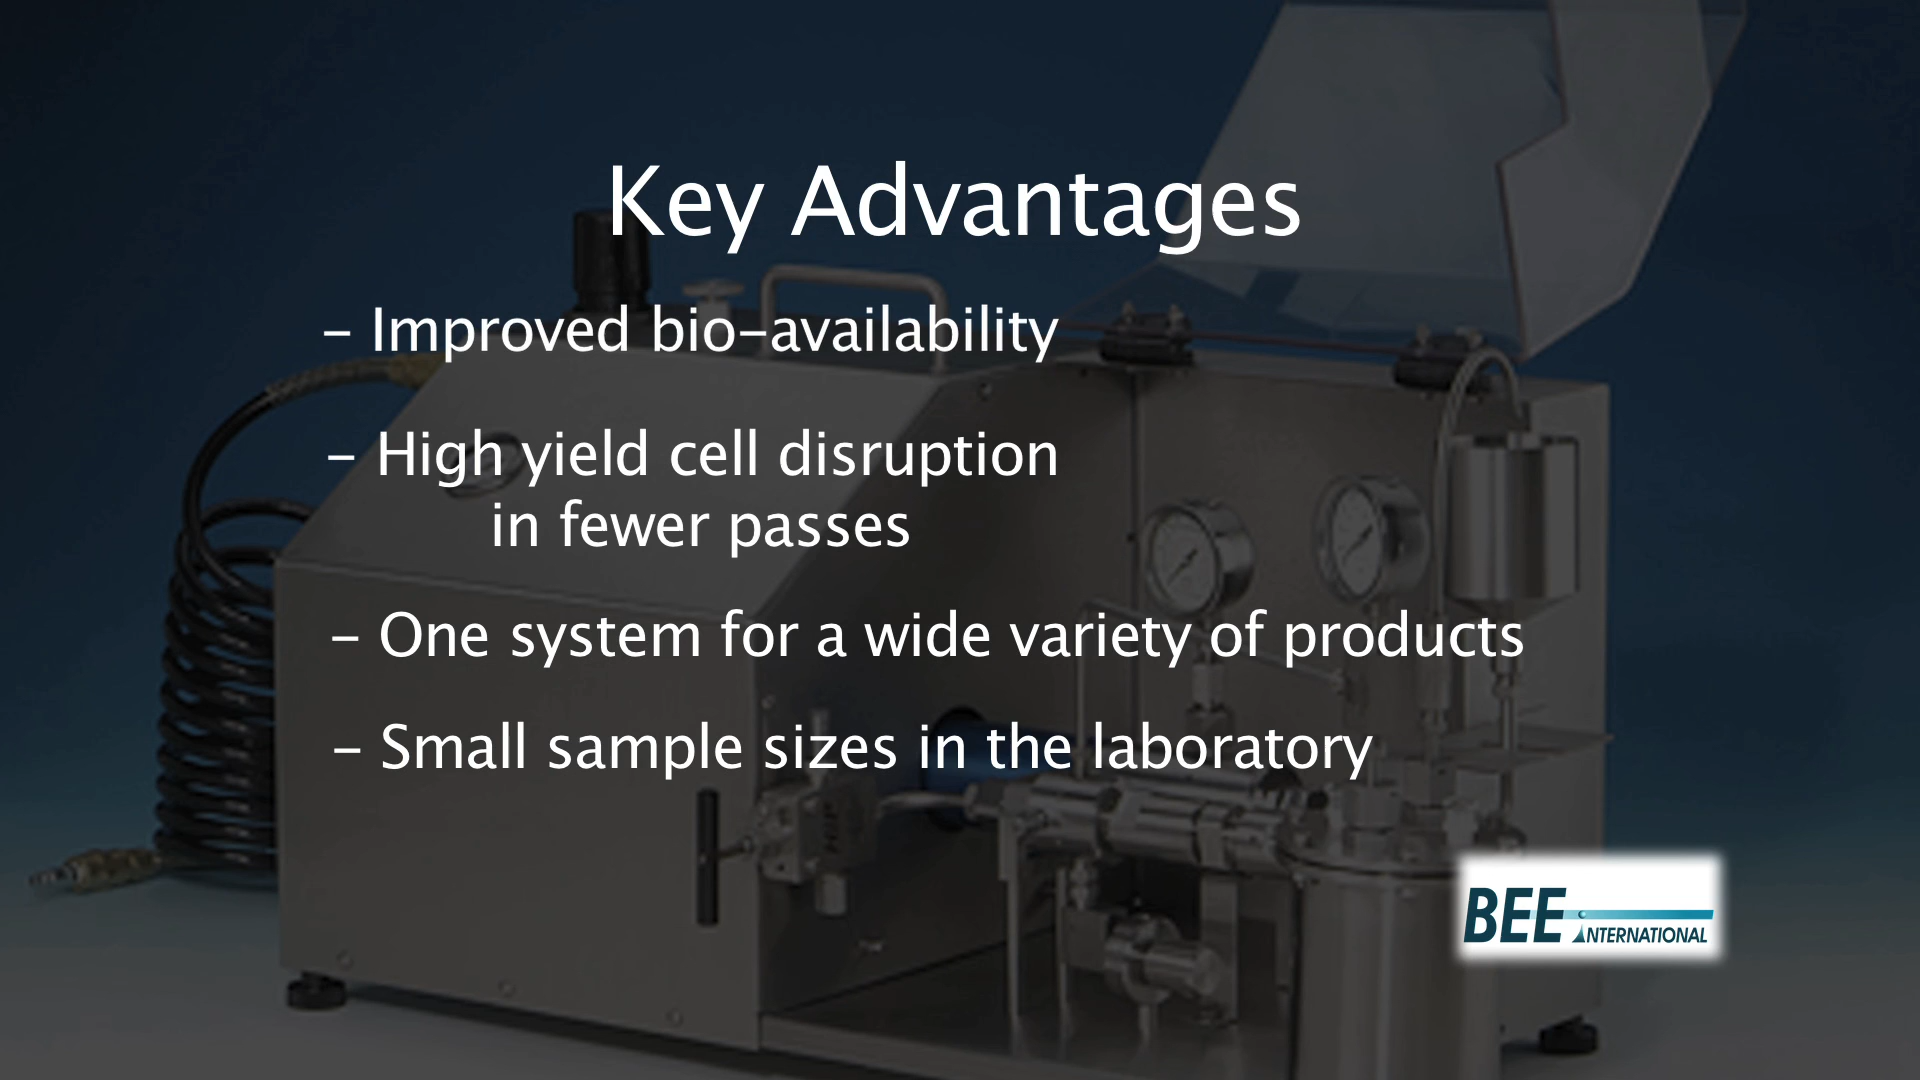 Key Advantages
- Improved bio-availability
- High yield cell disruption
in fewer passes
- One system for a wide variety of products
- Small sample sizes in the laboratory
BEE INTERNATIONAL